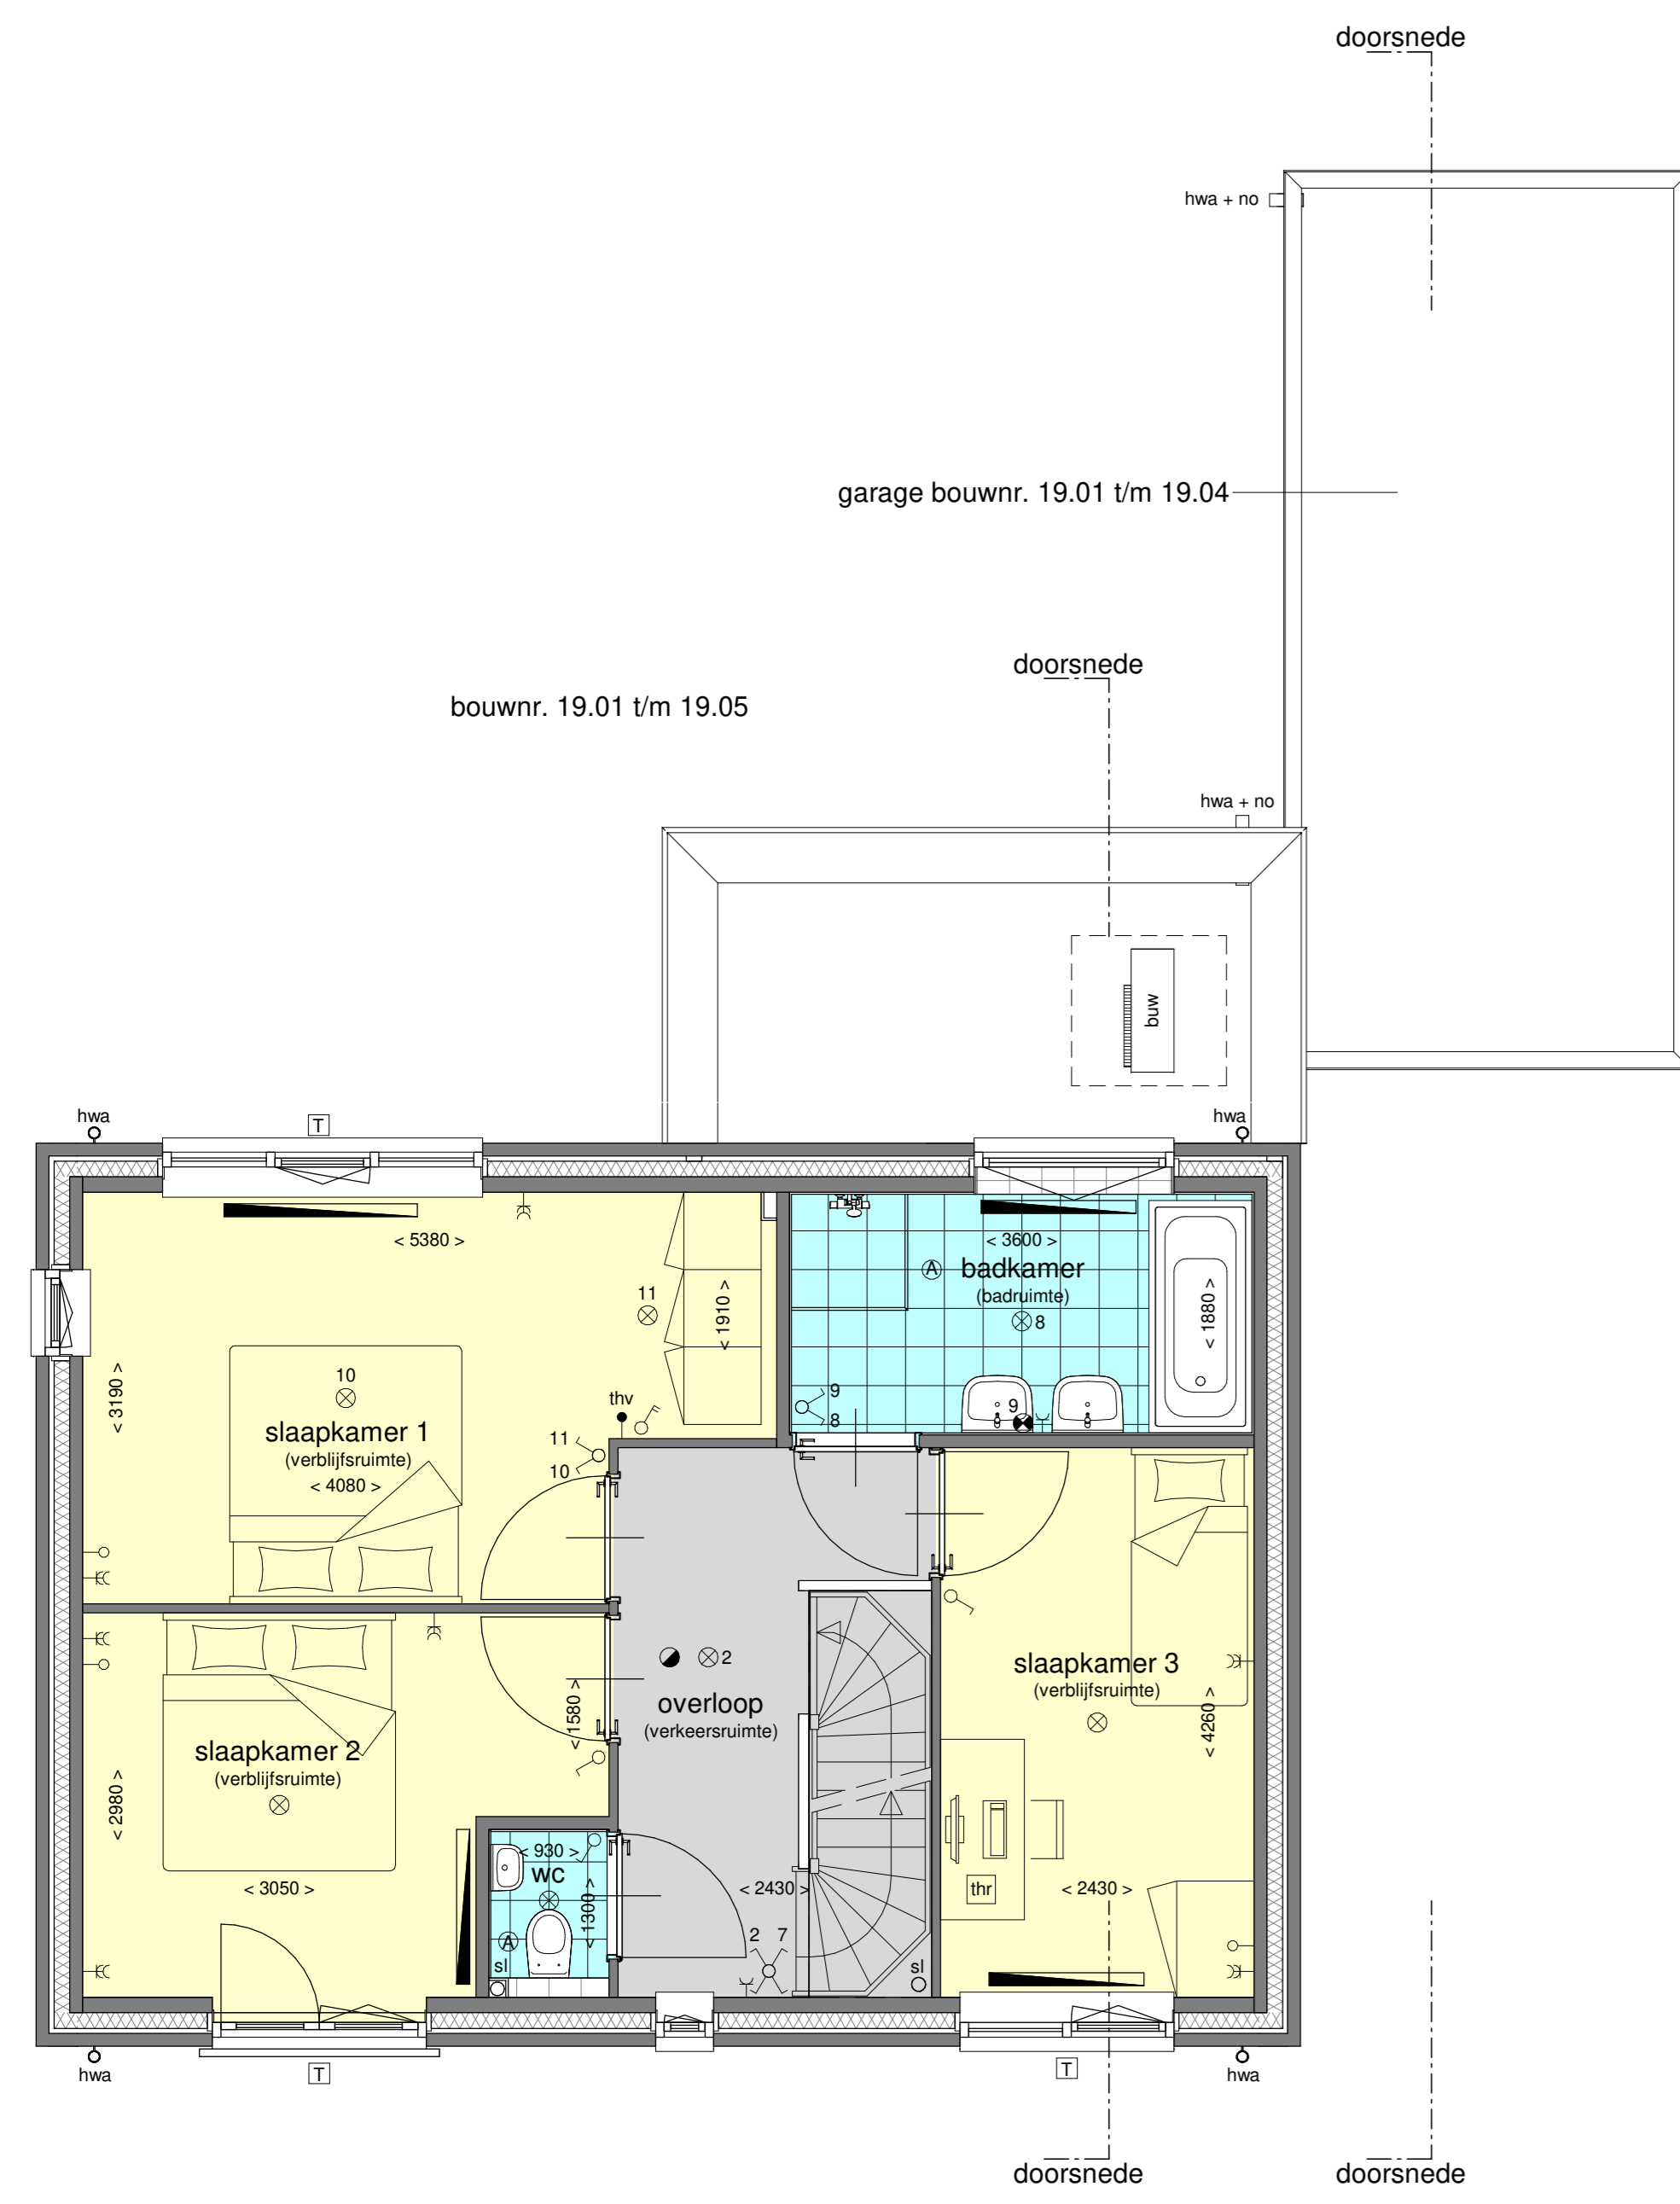 doorsnede
hwa + no
garage bouwnr. 19.01 t/m 19.04
doorsnede
bouwnr. 19.01 t/m 19.05
hwa + no
buw
hwa
T
hwa
< 5380 >
< 3600 >
A
badkamer
(badruimte)
8
11
< 1910 >
< 1880 >
10
< 3190 >
thv
9
8
9
slaapkamer 1
(verblijfsruimte)
< 4080 >
11
10
2
slaapkamer 3
(verblijfsruimte)
overloop
(verkeersruimte)
< 1580 >
< 4260 >
slaapkamer 2
(verblijfsruimte)
< 2980 >
< 930 >
wc
< 3050 >
< 1300 >
< 2430 >
thr
< 2430 >
A
sl
2 7
sl
hwa
T
T
hwa
doorsnede
doorsnede